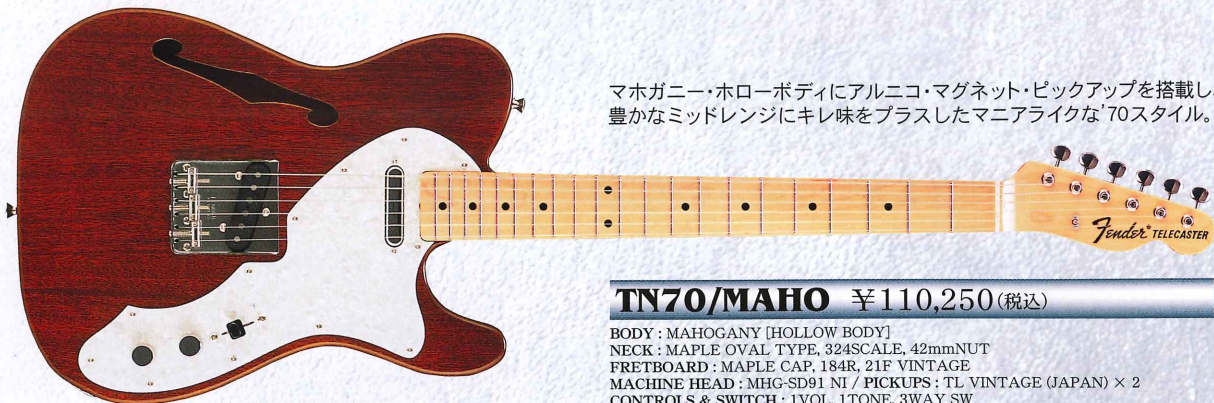 マホガニー・ホローボディにアルニコ・マグネット・ピックアップを搭載し、
豊かなミッドレンジにキレ味をプラスしたマニアライクな'70スタイル。
Fender® TELECASTER
TN70/MAHO ¥110,250(税込)
BODY : MAHOGANY [HOLLOW BODY]
NECK : MAPLE OVAL TYPE, 324SCALE, 42mmNUT
FRETBOARD : MAPLE CAP, 184R, 21F VINTAGE
MACHINE HEAD : MHG-SD91 NI / PICKUPS : TL VINTAGE (JAPAN) × 2
CONTROLS & SWITCH : 1VOL, 1TONE, 3WAY SW